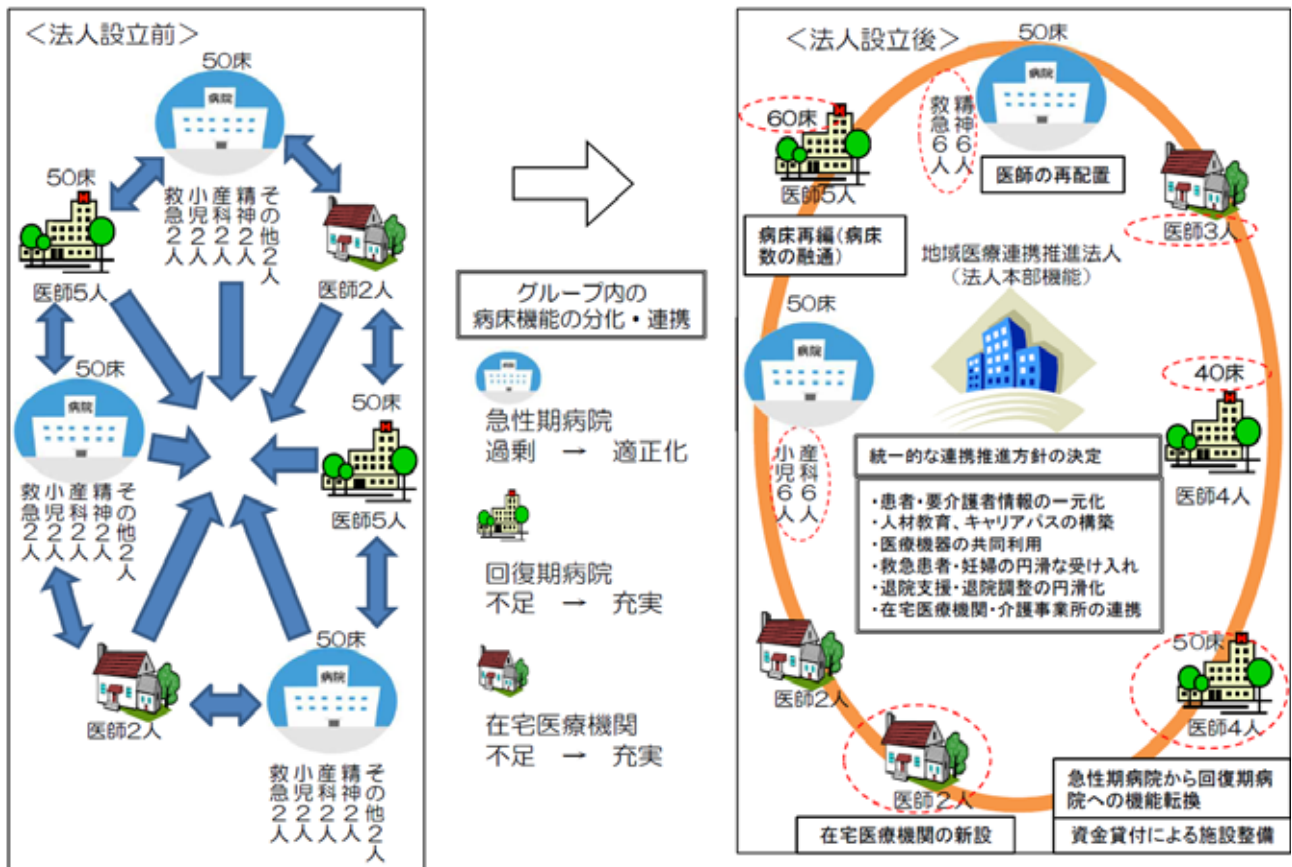 ＜法人設立前＞
50床
病院
50床
医師5人
救急2人
小児2人
産科2人
精神2人
その他2人
医師2人
50床
病院
救急2人
小児2人
産科2人
精神2人
その他2人
50床
医師5人
医師2人
50床
病院
救急2人
小児2人
産科2人
精神2人
その他2人
グループ内の
病床機能の分化・連携
急性期病院
過剰 → 適正化
回復期病院
不足 → 充実
在宅医療機関
不足 → 充実
＜法人設立後＞
50床
病院
精神6人
救急6人
医師の再配置
60床
医師5人
病床再編(病床
数の融通)
医師3人
地域医療連携推進法人
(法人本部機能)
50床
病院
産科6人
小児6人
40床
医師4人
統一的な連携推進方針の決定
・患者・要介護者情報の一元化
・人材教育、キャリアパスの構築
・医療機器の共同利用
・救急患者・妊婦の円滑な受け入れ
・退院支援・退院調整の円滑化
・在宅医療機関・介護事業所の連携
医師2人
医師2人
在宅医療機関の新設
50床
医師4人
急性期病院から回復期病
院への機能転換
資金貸付による施設整備